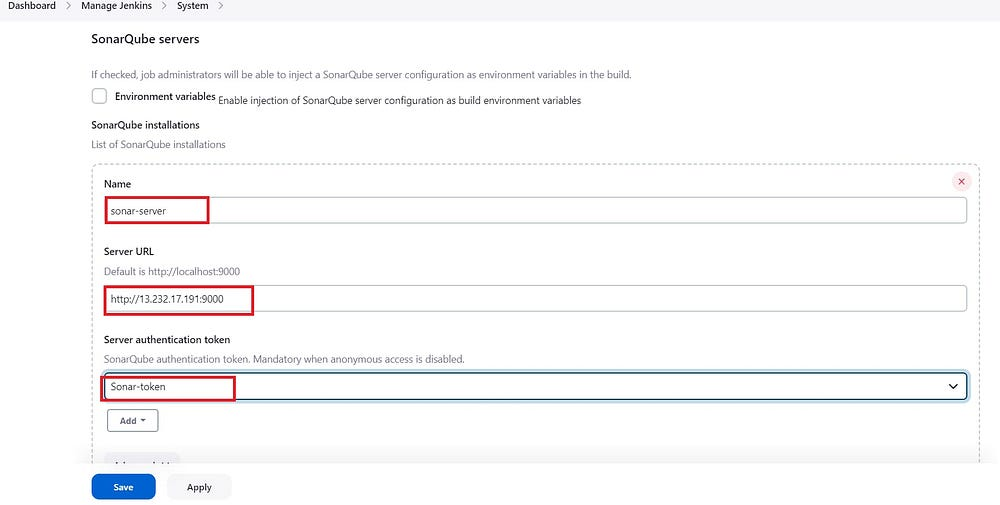 Dashboard > Manage Jenkins > System >
SonarQube servers
If checked, job administrators will be able to inject a SonarQube server configuration as environment variables in the build.
Environment variables Enable injection of SonarQube server configuration as build environment variables
SonarQube installations
List of SonarQube installations
Name
sonar-server
Server URL
Default is http://localhost:9000
http://13.232.17.191:9000
Server authentication token
SonarQube authentication token. Mandatory when anonymous access is disabled.
Sonar-token
Add
Save Apply